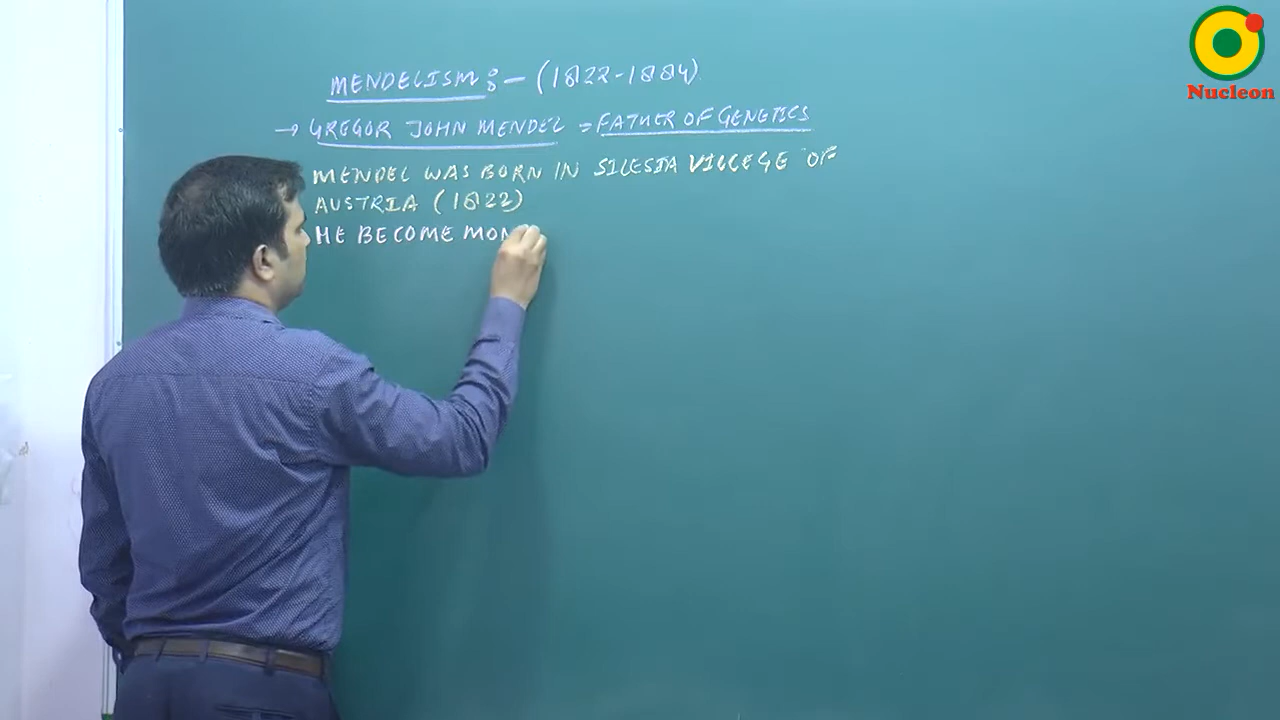 MENDELISM :- (1822-1884)
→ GREGOR JOHN MENDEL = FATHER OF GENETICS
MENDEL WAS BORN IN SILESIA VILLEGE OF
AUSTRIA (1822)
HE BECOME MON
Nucleon